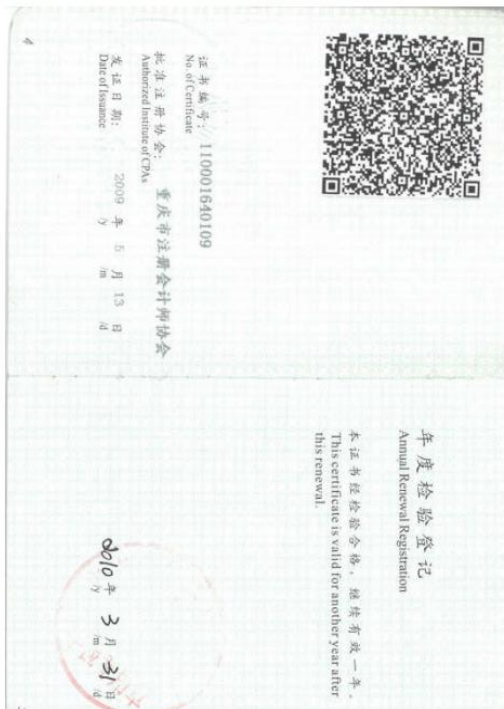 证书编号: 110001640109
No. of Certificate
批准注册协会: 重庆市注册会计师协会
Authorized Institute of CPAs
发证日期: 2009 年 5 月 13 日
Date of Issuance /y /m /d
4
年度检验登记
Annual Renewal Registration
本证书经检验合格，继续有效一年。
This certificate is valid for another year after
this renewal.
2010 年 3 月 31 日
/y /m /d